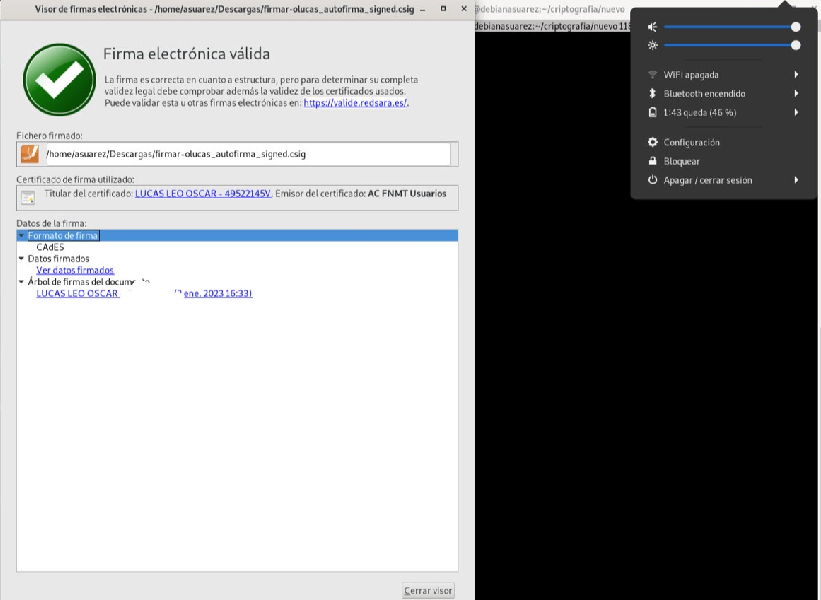 Visor de firmas electrónicas - /home/asuarez/Descargas/firmar-olucas_autofirma_signed.csig
Firma electrónica válida
La firma es correcta en cuanto a estructura, pero para determinar su completa
validez legal debe comprobar además la validez de los certificados usados.
Puede validar esta u otras firmas electrónicas en: https://valide.redsara.es/.
Fichero firmado:
/home/asuarez/Descargas/firmar-olucas_autofirma_signed.csig
Certificado de firma utilizado:
Titular del certificado: LUCAS LEO OSCAR - 49522145V. Emisor del certificado: AC FNMT Usuarios
Datos de la firma:
Formato de firma
CAdES
Datos firmados
Ver datos firmados
Árbol de firmas del docum
LUCAS LEO OSCAR ene. 2023 16:33)
Cerrar visor
@debianasuarez:~/criptografia/nuevo
debianasuarez:~/criptografia/nuevo 118
WiFi apagada
Bluetooth encendido
1:43 queda (46 %)
Configuración
Bloquear
Apagar / cerrar sesión